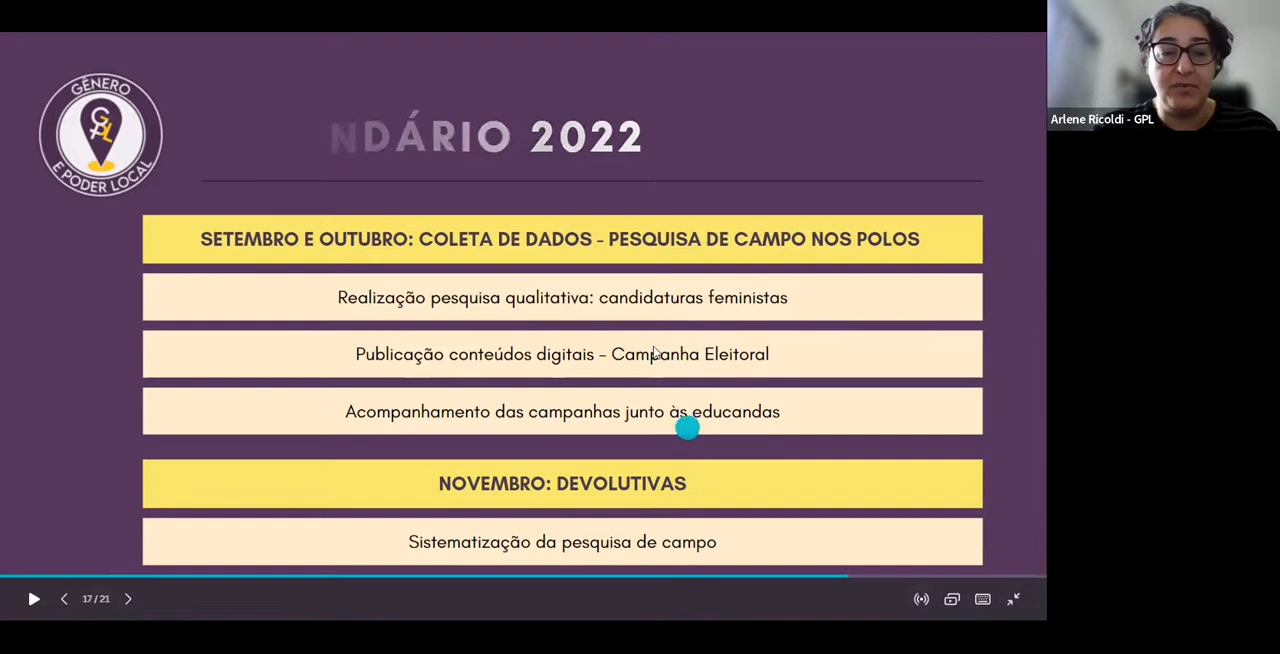 GÊNERO
GPL
E PODER LOCAL
NDÁRIO 2022
SETEMBRO E OUTUBRO: COLETA DE DADOS - PESQUISA DE CAMPO NOS POLOS
Realização pesquisa qualitativa: candidaturas feministas
Publicação conteúdos digitais - Campanha Eleitoral
Acompanhamento das campanhas junto às educandas
NOVEMBRO: DEVOLUTIVAS
Sistematização da pesquisa de campo
17 / 21
Arlene Ricoldi - GPL